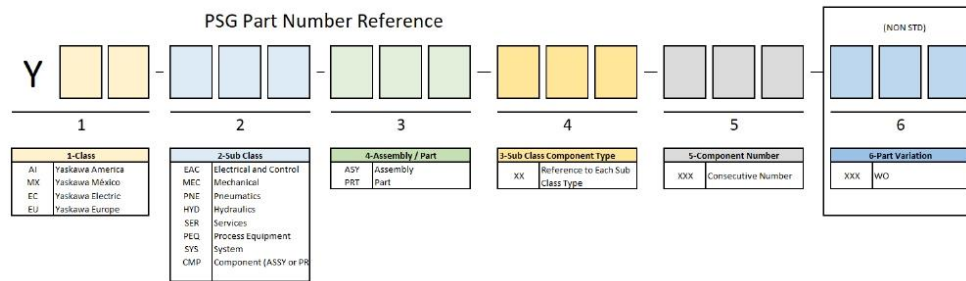 PSG Part Number Reference
(NON STD)
Y - - - - -
1 2 3 4 5 6
1-Class
AI Yaskawa America
MX Yaskawa México
EC Yaskawa Electric
EU Yaskawa Europe
2-Sub Class
EAC Electrical and Control
MEC Mechanical
PNE Pneumatics
HYD Hydraulics
SER Services
PEQ Process Equipment
SYS System
CMP Component (ASSY or PR
4-Assembly / Part
ASY Assembly
PRT Part
3-Sub Class Component Type
XX Reference to Each Sub
Class Type
5-Component Number
XXX Consecutive Number
6-Part Variation
XXX WO